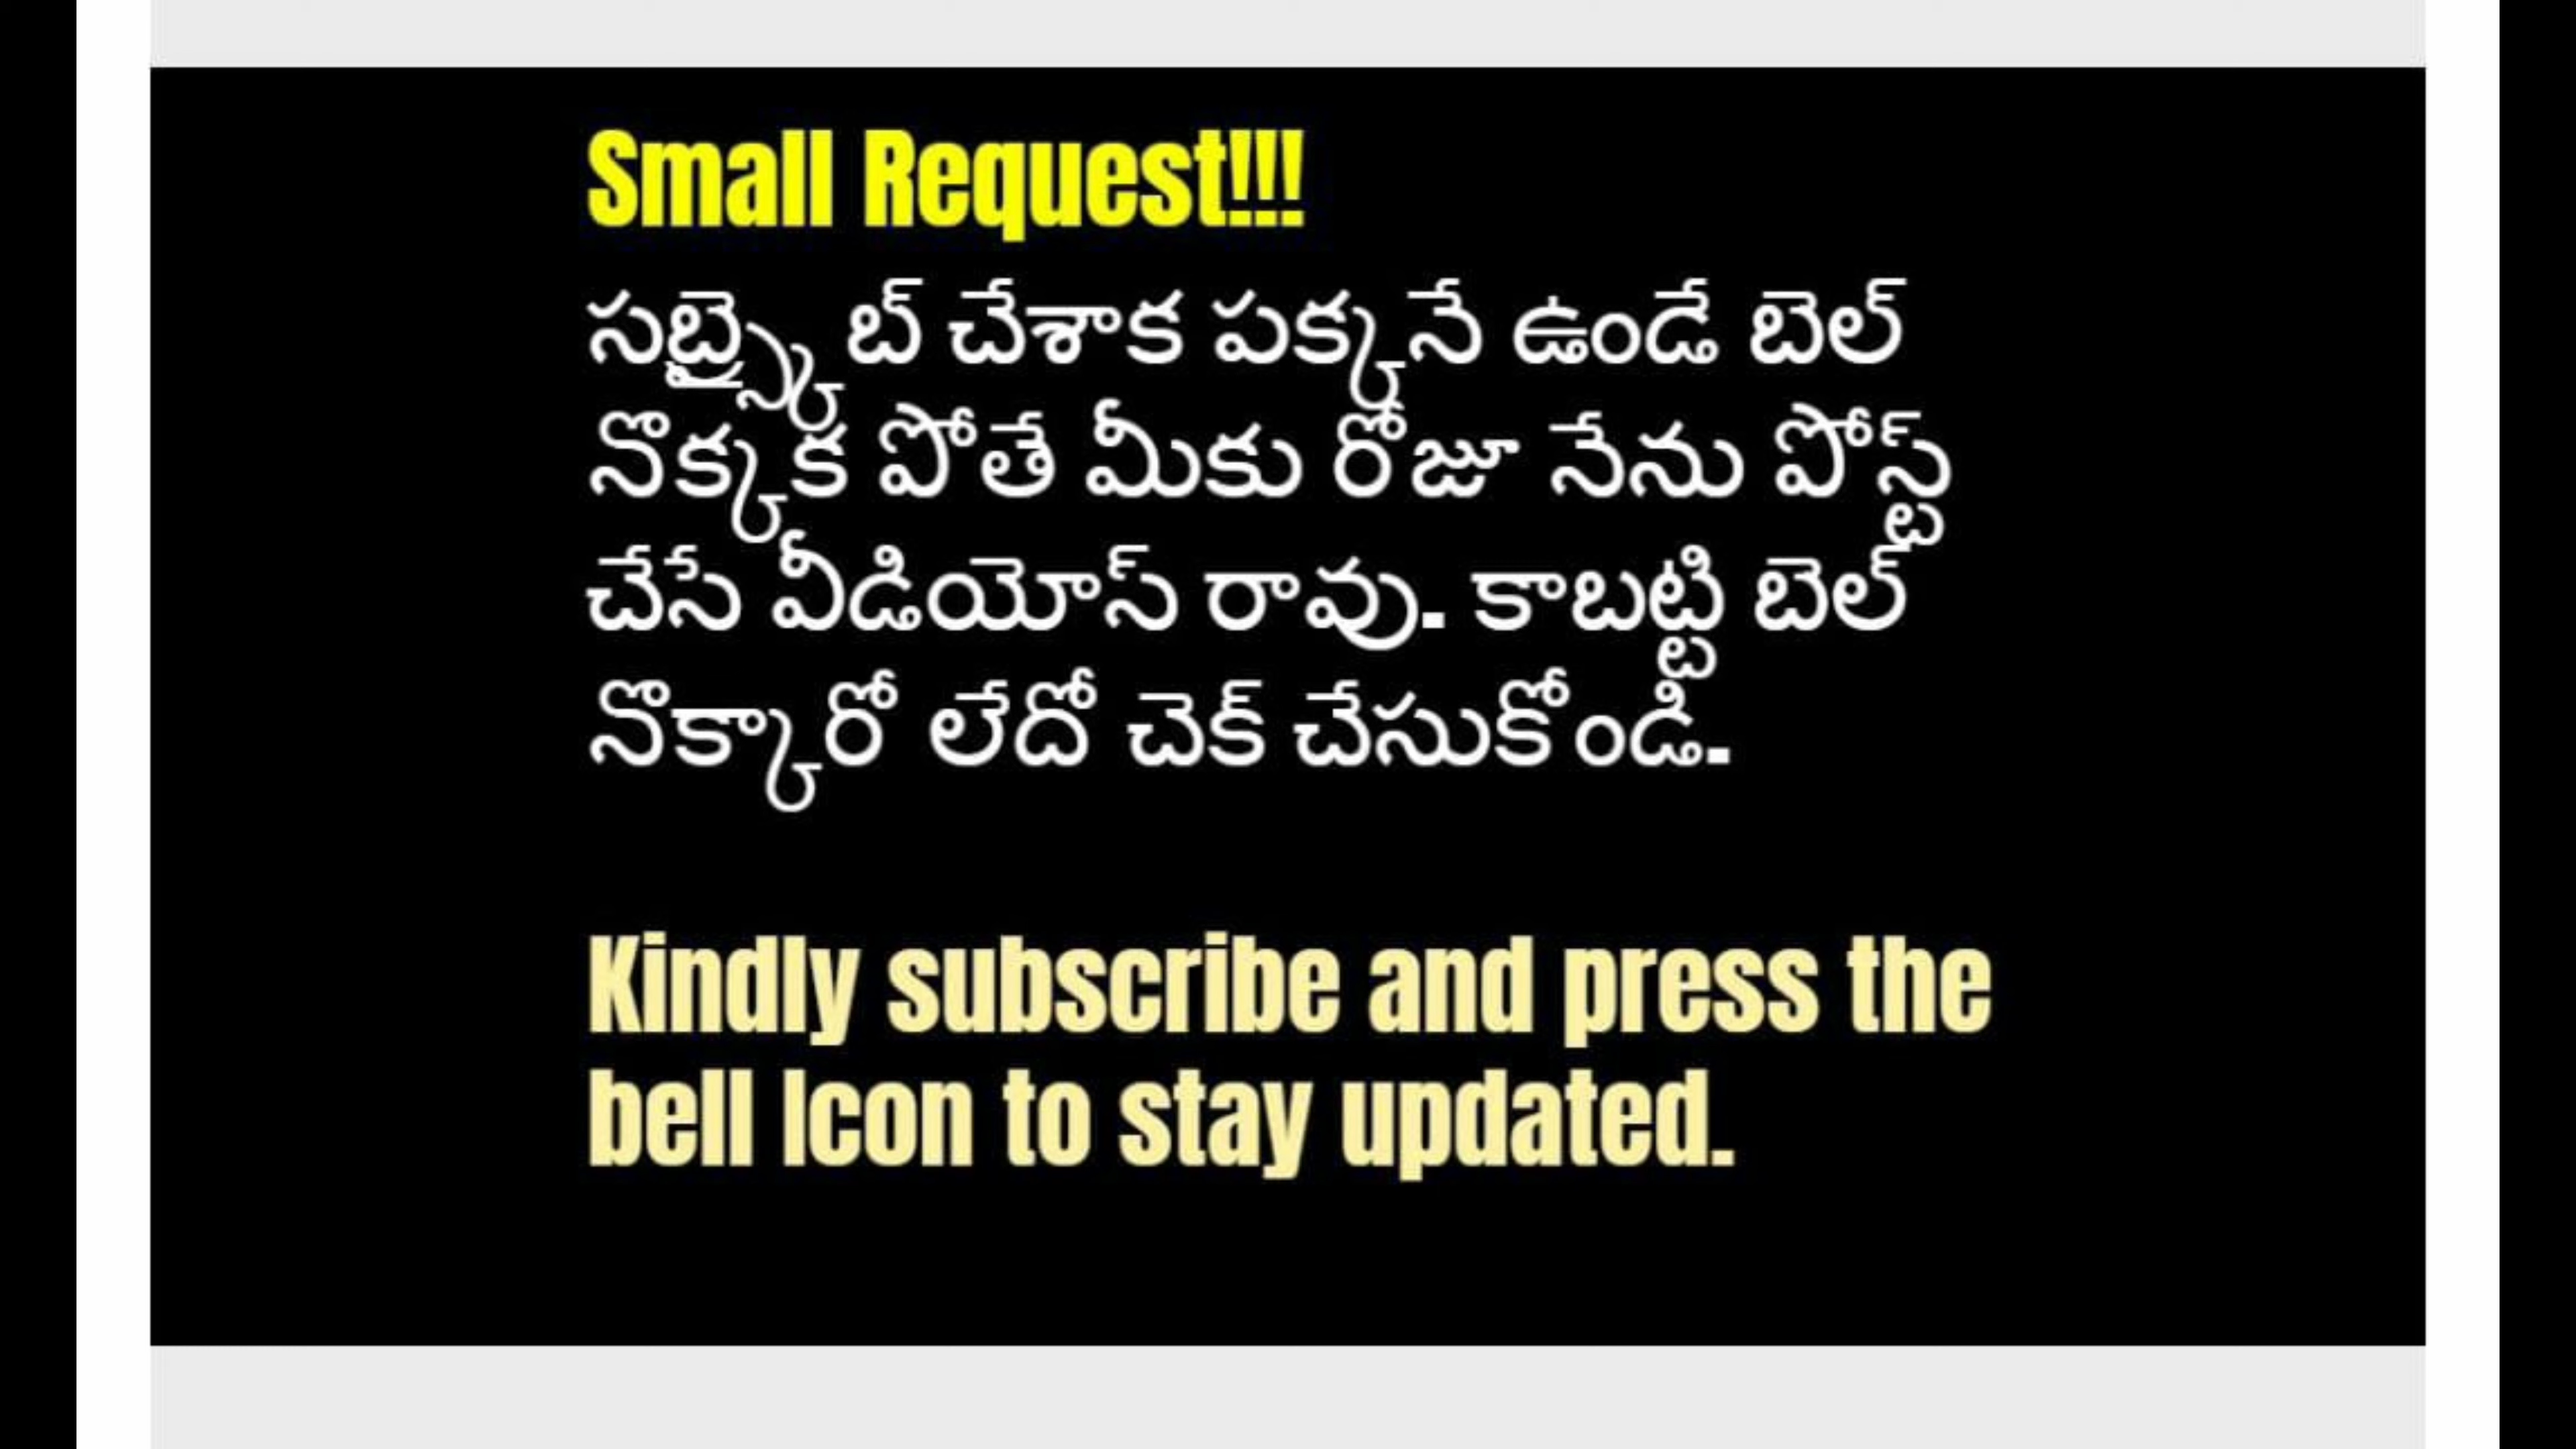 Small Request!!!
సబ్స్క్రైబ్ చేశాక పక్కనే ఉండే బెల్
నొక్కక పోతే మీకు రోజూ నేను పోస్ట్
చేసే వీడియోస్ రావు. కాబట్టి బెల్
నొక్కారో లేదో చెక్ చేసుకోండి.
Kindly subscribe and press the
bell Icon to stay updated.